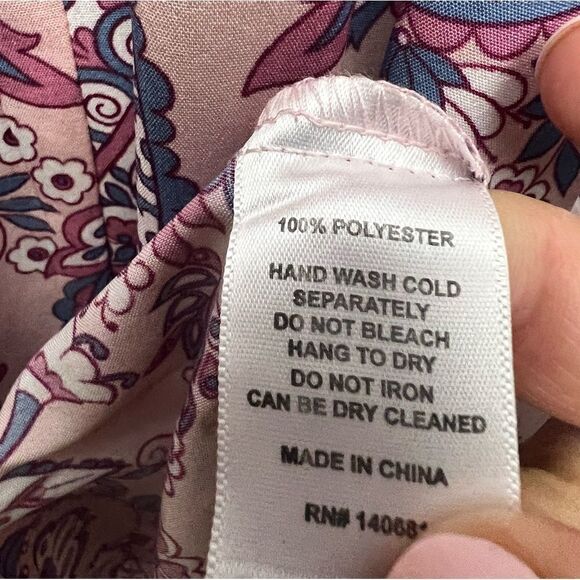 100% POLYESTER
HAND WASH COLD
SEPARATELY
DO NOT BLEACH
HANG TO DRY
DO NOT IRON
CAN BE DRY CLEANED
MADE IN CHINA
RN#